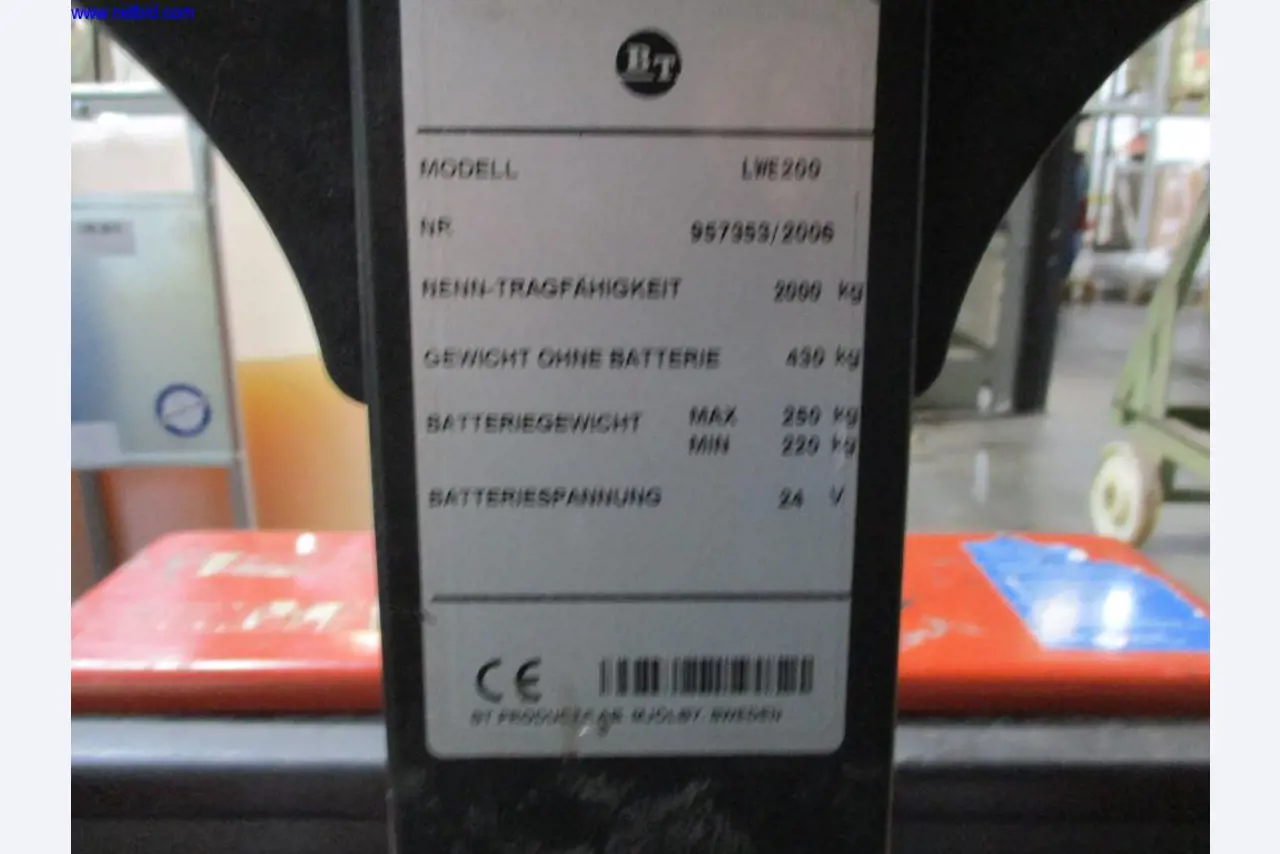 www.netbid.com
BT
MODELL LWE200
NR 957353/2006
NENN-TRAGFÄHIGKEIT 2000 kg
GEWICHT OHNE BATTERIE 430 kg
BATTERIEGEWICHT MAX 250 kg
MIN 220 kg
BATTERIESPANNUNG 24 V
CE
BT PRODUCTS AB MJOLBY SWEDEN